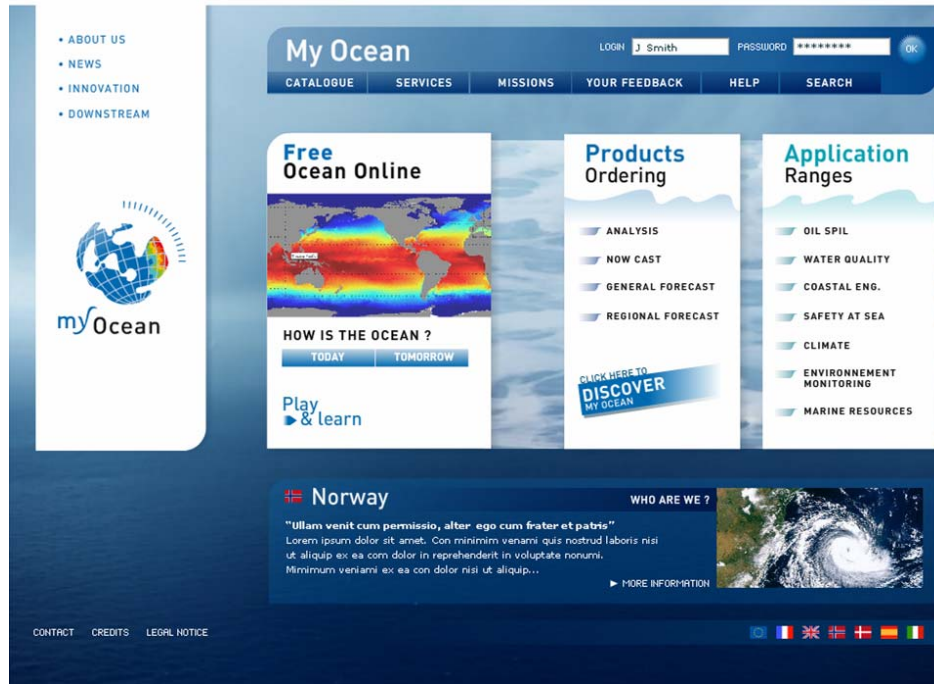 • ABOUT US
• NEWS
• INNOVATION
• DOWNSTREAM
my Ocean
My Ocean
LOGIN J Smith PASSWORD ******** OK
CATALOGUE SERVICES MISSIONS YOUR FEEDBACK HELP SEARCH
Free
Ocean Online
HOW IS THE OCEAN ?
TODAY TOMORROW
Play
& learn
Products
Ordering
ANALYSIS
NOW CAST
GENERAL FORECAST
REGIONAL FORECAST
CLICK HERE TO
DISCOVER
MY OCEAN
Application
Ranges
OIL SPIL
WATER QUALITY
COASTAL ENG.
SAFETY AT SEA
CLIMATE
ENVIRONNEMENT
MONITORING
MARINE RESOURCES
Norway
WHO ARE WE ?
"Ullam venit cum permissio, alter ego cum frater et patris"
Lorem ipsum dolor sit amet. Con minimim venami quis nostrud laboris nisi
ut aliquip ex ea com dolor in reprehenderit in voluptate nonumi.
Mimimum veniami ex ea con dolor nisi ut aliquip...
► MORE INFORMATION
CONTACT CREDITS LEGAL NOTICE